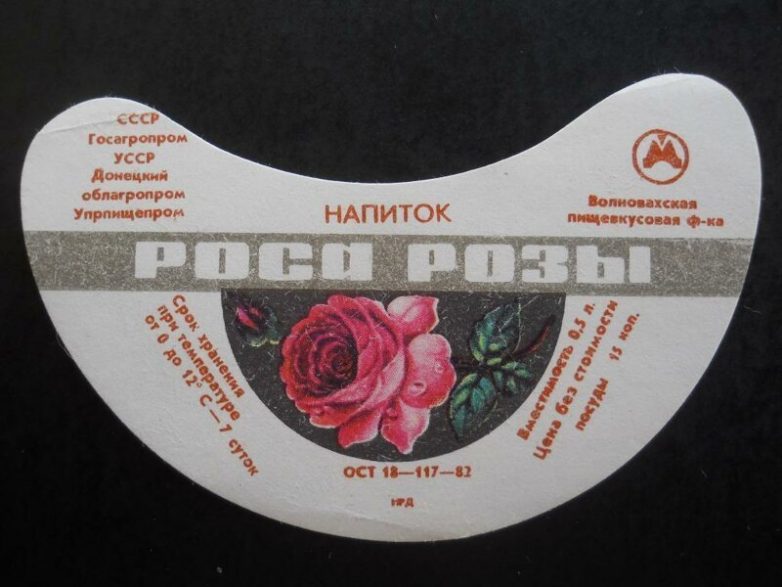 СССР
Госагропром
УССР
Донецкий
облагропром
Упрпищепром
М
Волновахская
пищевкусовая ф-ка
НАПИТОК
РОСА РОЗЫ
Срок хранения
при температуре
от 0 до 12° С — 7 суток
Вместимость 0,5 л.
Цена без стоимости
посуды 15 коп.
ОСТ 18—117—82
НРД